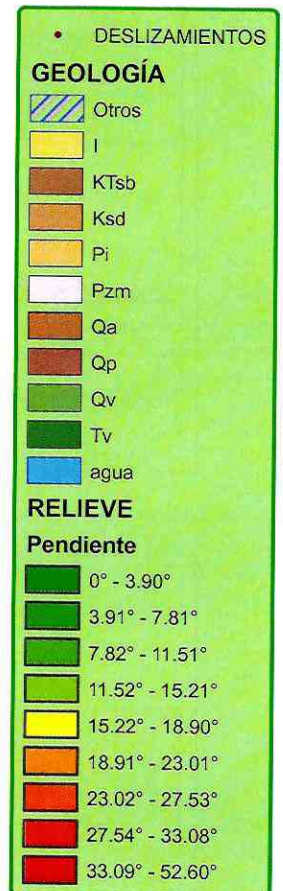 DESLIZAMIENTOS
GEOLOGÍA
Otros
I
KTsb
Ksd
Pi
Pzm
Qa
Qp
Qv
Tv
agua
RELIEVE
Pendiente
0° - 3.90°
3.91° - 7.81°
7.82° - 11.51°
11.52° - 15.21°
15.22° - 18.90°
18.91° - 23.01°
23.02° - 27.53°
27.54° - 33.08°
33.09° - 52.60°